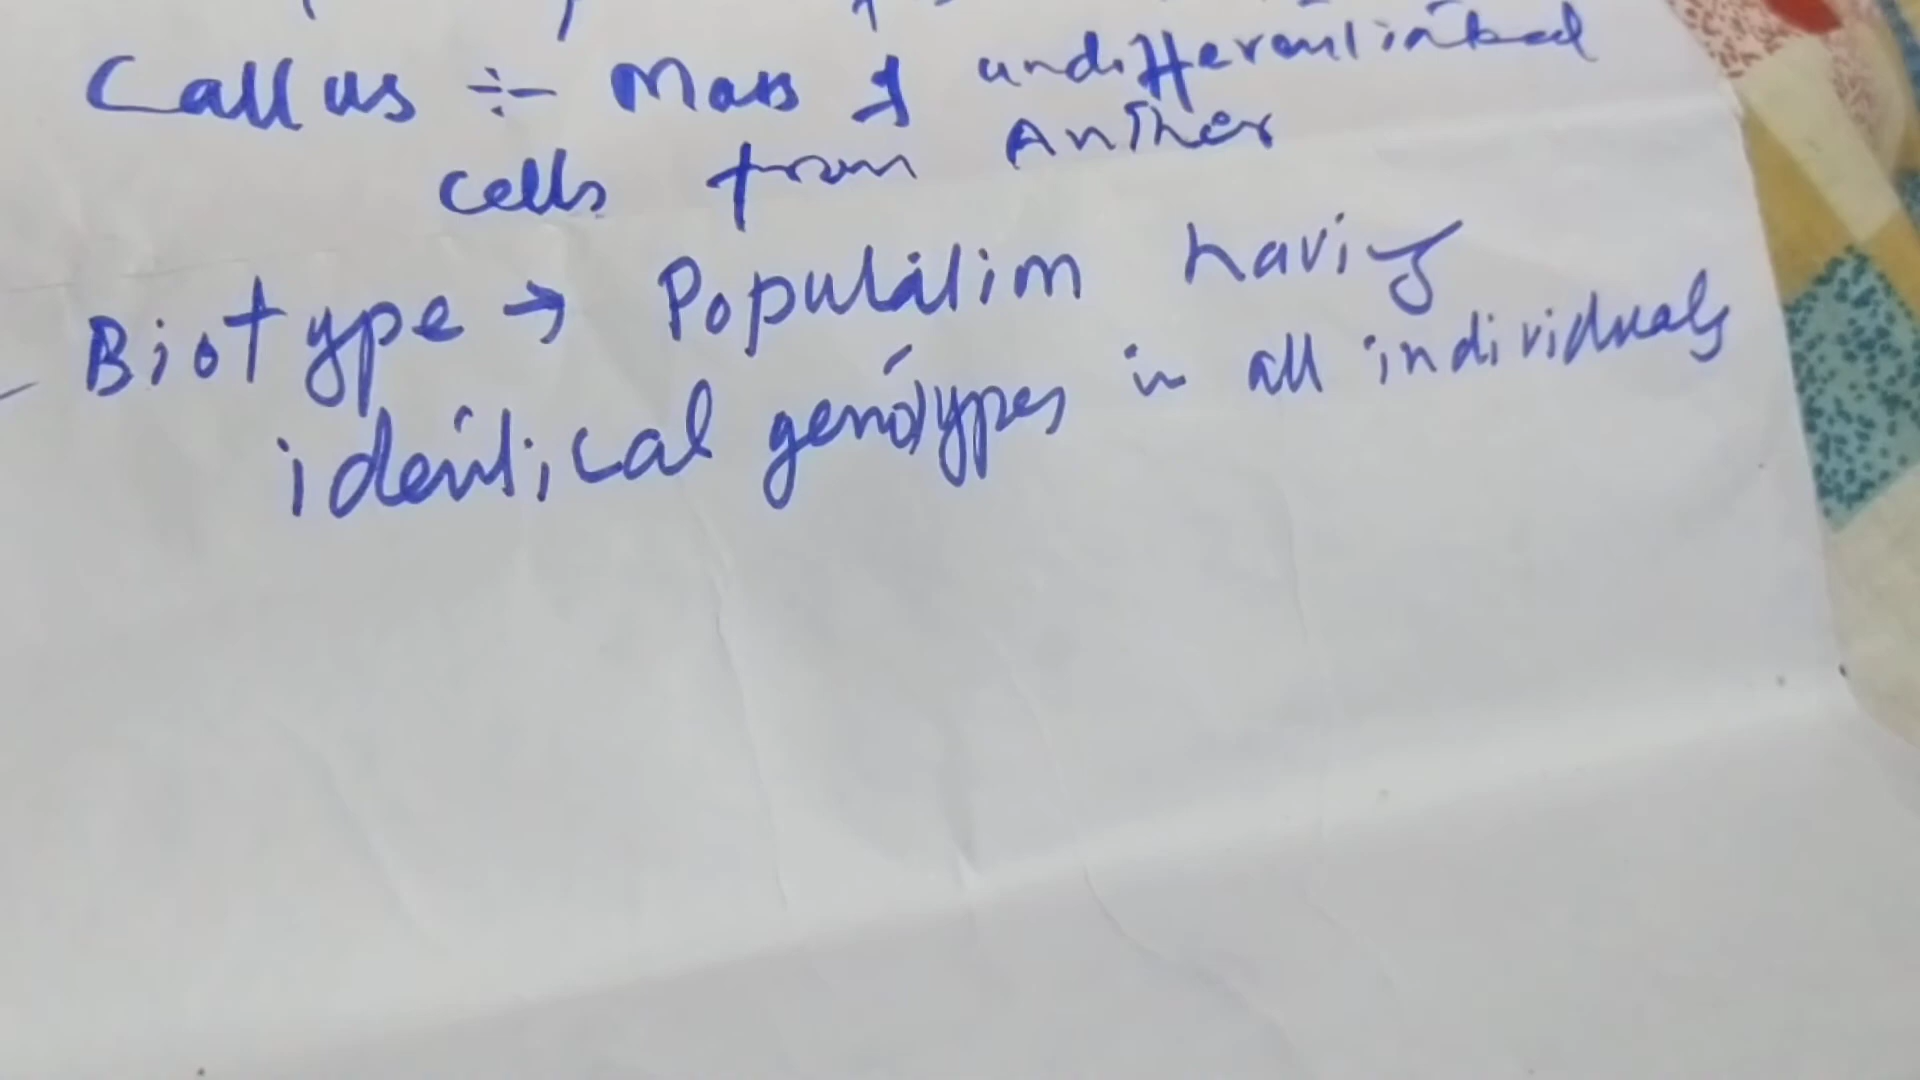 Callus :- Mass of undifferentiated
cells from Anther
Biotype → Population having
identical genotypes in all individuals